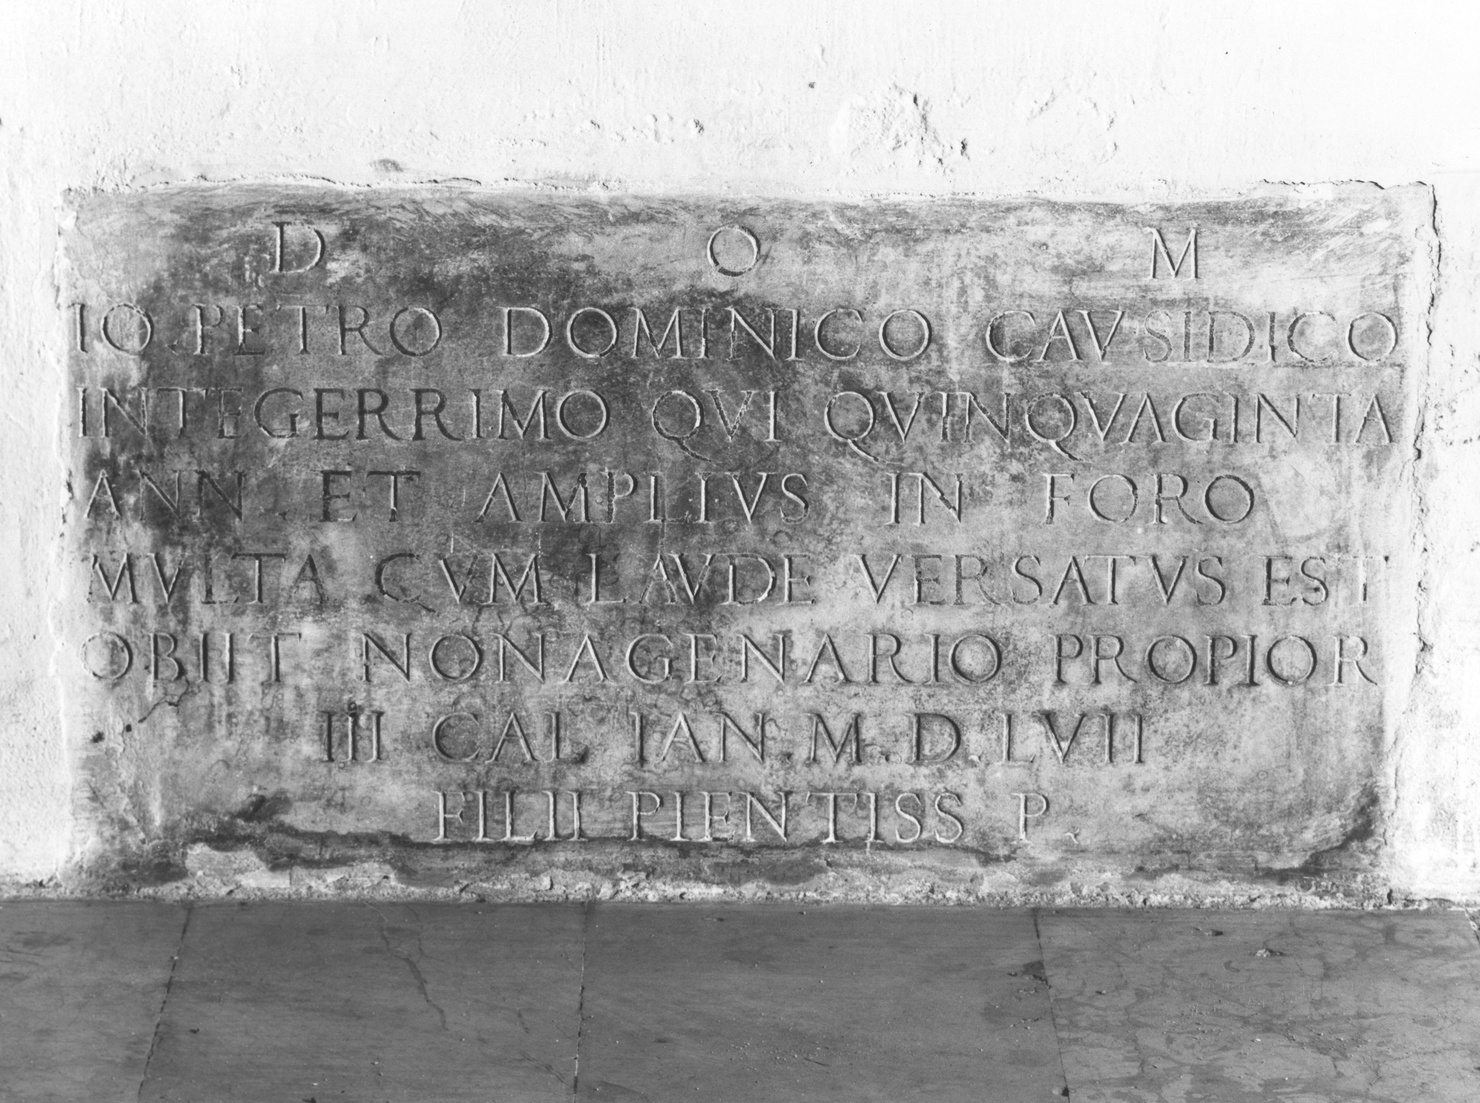 D O M
IO. PETRO DOMINICO CAVSIDICO
INTEGERRIMO QVI QVINQVAGINTA
ANN. ET AMPLIVS IN FORO
MVLTA CVM LAVDE VERSATVS EST
OBIIT NONAGENARIO PROPIOR
III CAL. IAN. M.D.LVII
FILII PIENTISS P.